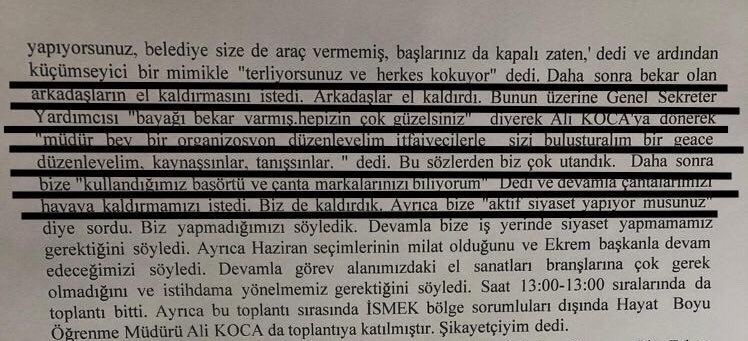 yapıyorsunuz, belediye size de araç vermemiş, başlarınız da kapalı zaten,' dedi ve ardından
küçümseyici bir mimikle "terliyorsunuz ve herkes kokuyor" dedi. Daha sonra bekar olan
arkadaşların el kaldırmasını istedi. Arkadaşlar el kaldırdı. Bunun üzerine Genel Sekreter
Yardımcısı "bayağı bekar varmış.hepizin çok güzelsiniz" diyerek Ali KOCA'ya dönerek
"müdür bey bir organizosyon düzenleyelim itfaiyecilerle sizi buluşturalım bir geace
düzenleyelim, kaynaşsınlar, tanışsınlar. " dedi. Bu sözlerden biz çok utandık. Daha sonra
bize "kullandığımız başörtü ve çanta markalarınızı biliyorum" Dedi ve devamla çantalarımızı
havaya kaldırmamızı istedi. Biz de kaldırdık. Ayrıca bize "aktif siyaset yapıyor musunuz"
diye sordu. Biz yapmadığımızı söyledik. Devamla bize iş yerinde siyaset yapmamamız
gerektiğini söyledi. Ayrıca Haziran seçimlerinin milat olduğunu ve Ekrem başkanla devam
edeceğimizi söyledi. Devamla görev alanımızdaki el sanatları branşlarına çok gerek
olmadığını ve istihdama yönelmemiz gerektiğini söyledi. Saat 13:00-13:00 sıralarında da
toplantı bitti. Ayrıca bu toplantı sırasında İSMEK bölge sorumluları dışında Hayat Boyu
Öğrenme Müdürü Ali KOCA da toplantıya katılmıştır. Şikayetçiyim dedi.